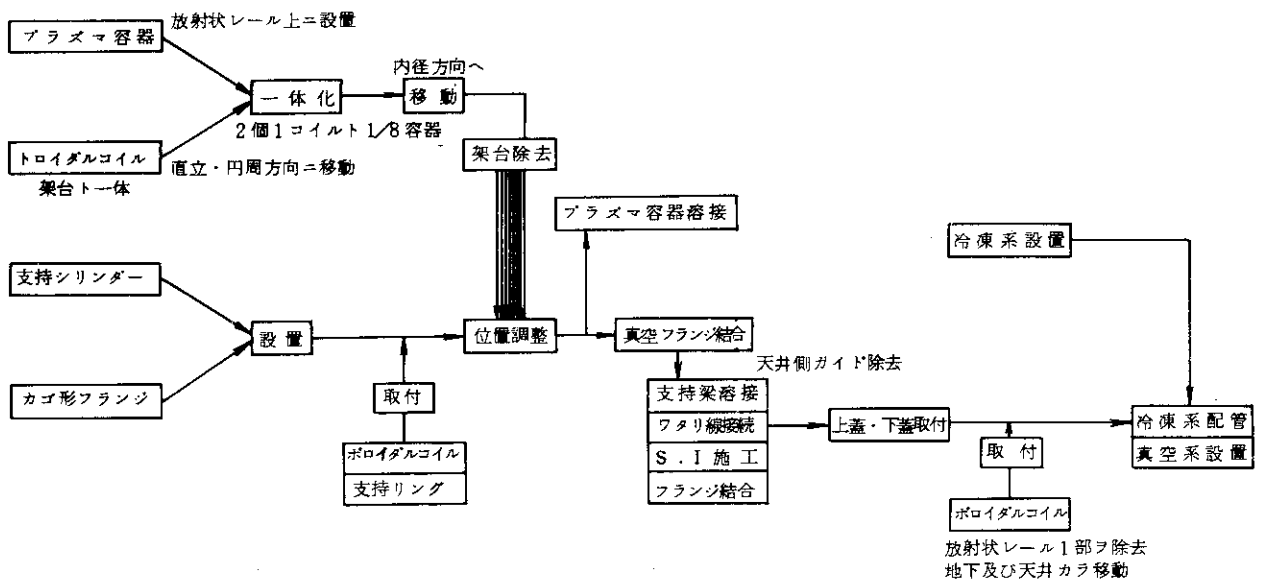 放射状レール上ニ設置
プラズマ容器
内径方向へ
一体化
移動
2個1コイルト1/8容器
架台除去
トロイダルコイル
直立・円周方向ニ移動
架台ト一体
プラズマ容器溶接
冷凍系設置
支持シリンダー
設置
位置調整
真空フランジ結合
天井側ガイド除去
カゴ形フランジ
取付
支持梁溶接
ワタリ線接続
上蓋・下蓋取付
冷凍系配管
ポロイダルコイル
S.I施工
取付
真空系設置
支持リング
フランジ結合
ポロイダルコイル
放射状レール1部ヲ除去
地下及び天井カラ移動